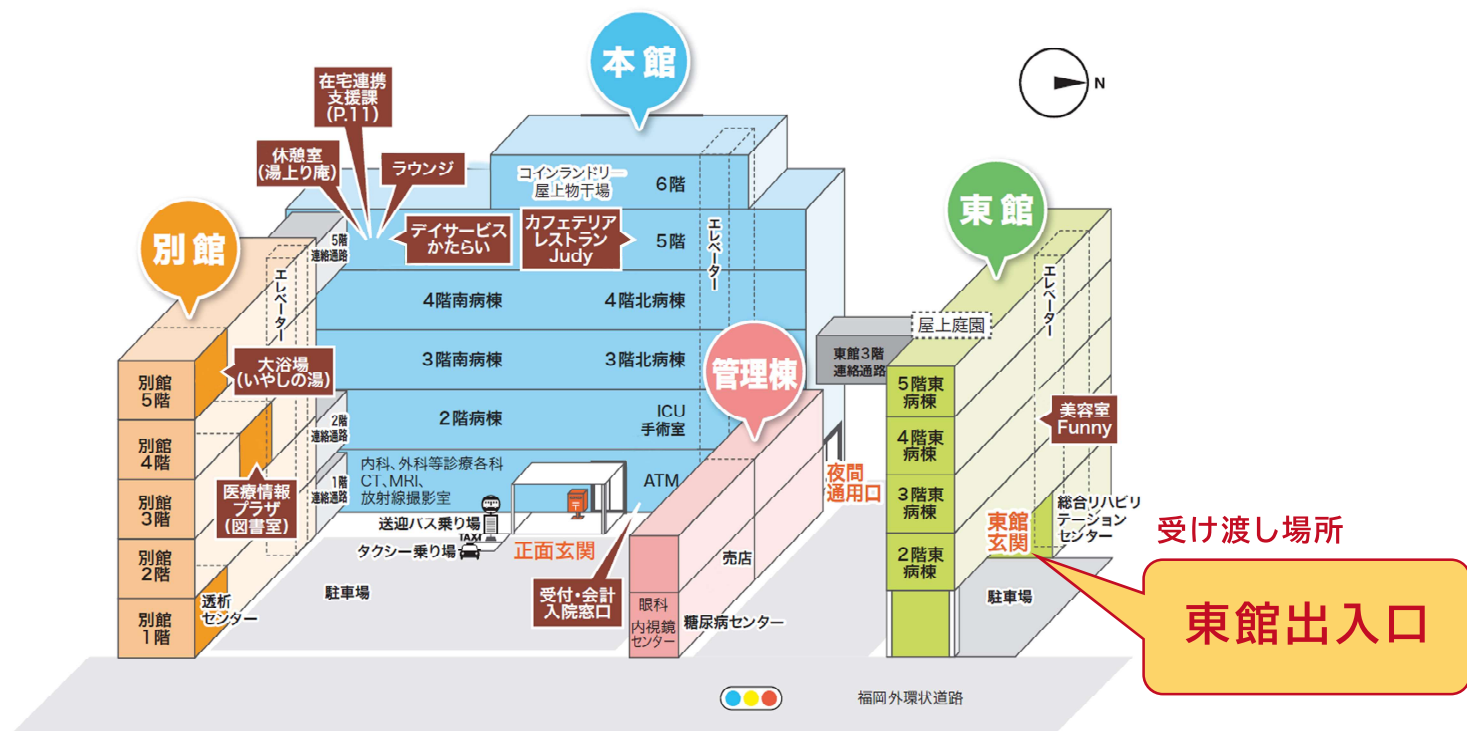 本館
在宅連携
支援課
(P.11)
N
休憩室
(湯上り庵)
ラウンジ
コインランドリー
屋上物干場
6階
東館
別館
デイサービス
かたらい
カフェテリア
レストラン
Judy
5階
エレベーター
5階
連絡通路
エレベーター
エレベーター
4階南病棟
4階北病棟
屋上庭園
大浴場
(いやしの湯)
3階南病棟
3階北病棟
管理棟
東館3階
連絡通路
別館
5階
5階東
病棟
2階
連絡通路
2階病棟
ICU
手術室
美容室
Funny
別館
4階
4階東
病棟
医療情報
プラザ
(図書室)
1階
連絡通路
内科、外科等診療各科
CT、MRI、
放射線撮影室
ATM
夜間
通用口
別館
3階
3階東
病棟
総合リハビリ
テーション
センター
東館
玄関
受け渡し場所
送迎バス乗り場
TAXI
タクシー乗り場
正面玄関
売店
別館
2階
2階東
病棟
駐車場
受付・会計
入院窓口
駐車場
東館出入口
透析
センター
別館
1階
眼科
内視鏡
センター
糖尿病センター
福岡外環状道路